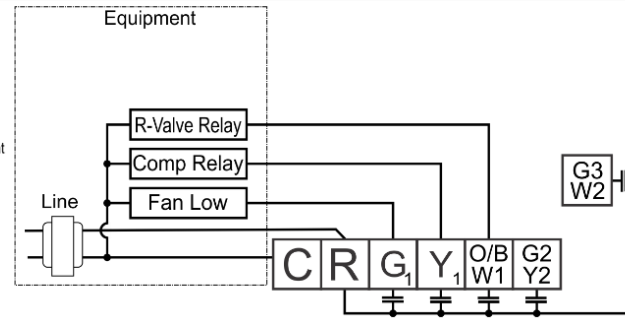 Equipment
R-Valve Relay
Comp Relay
Fan Low
Line
C
R
G1
Y1
O/B
W1
G2
Y2
G3
W2